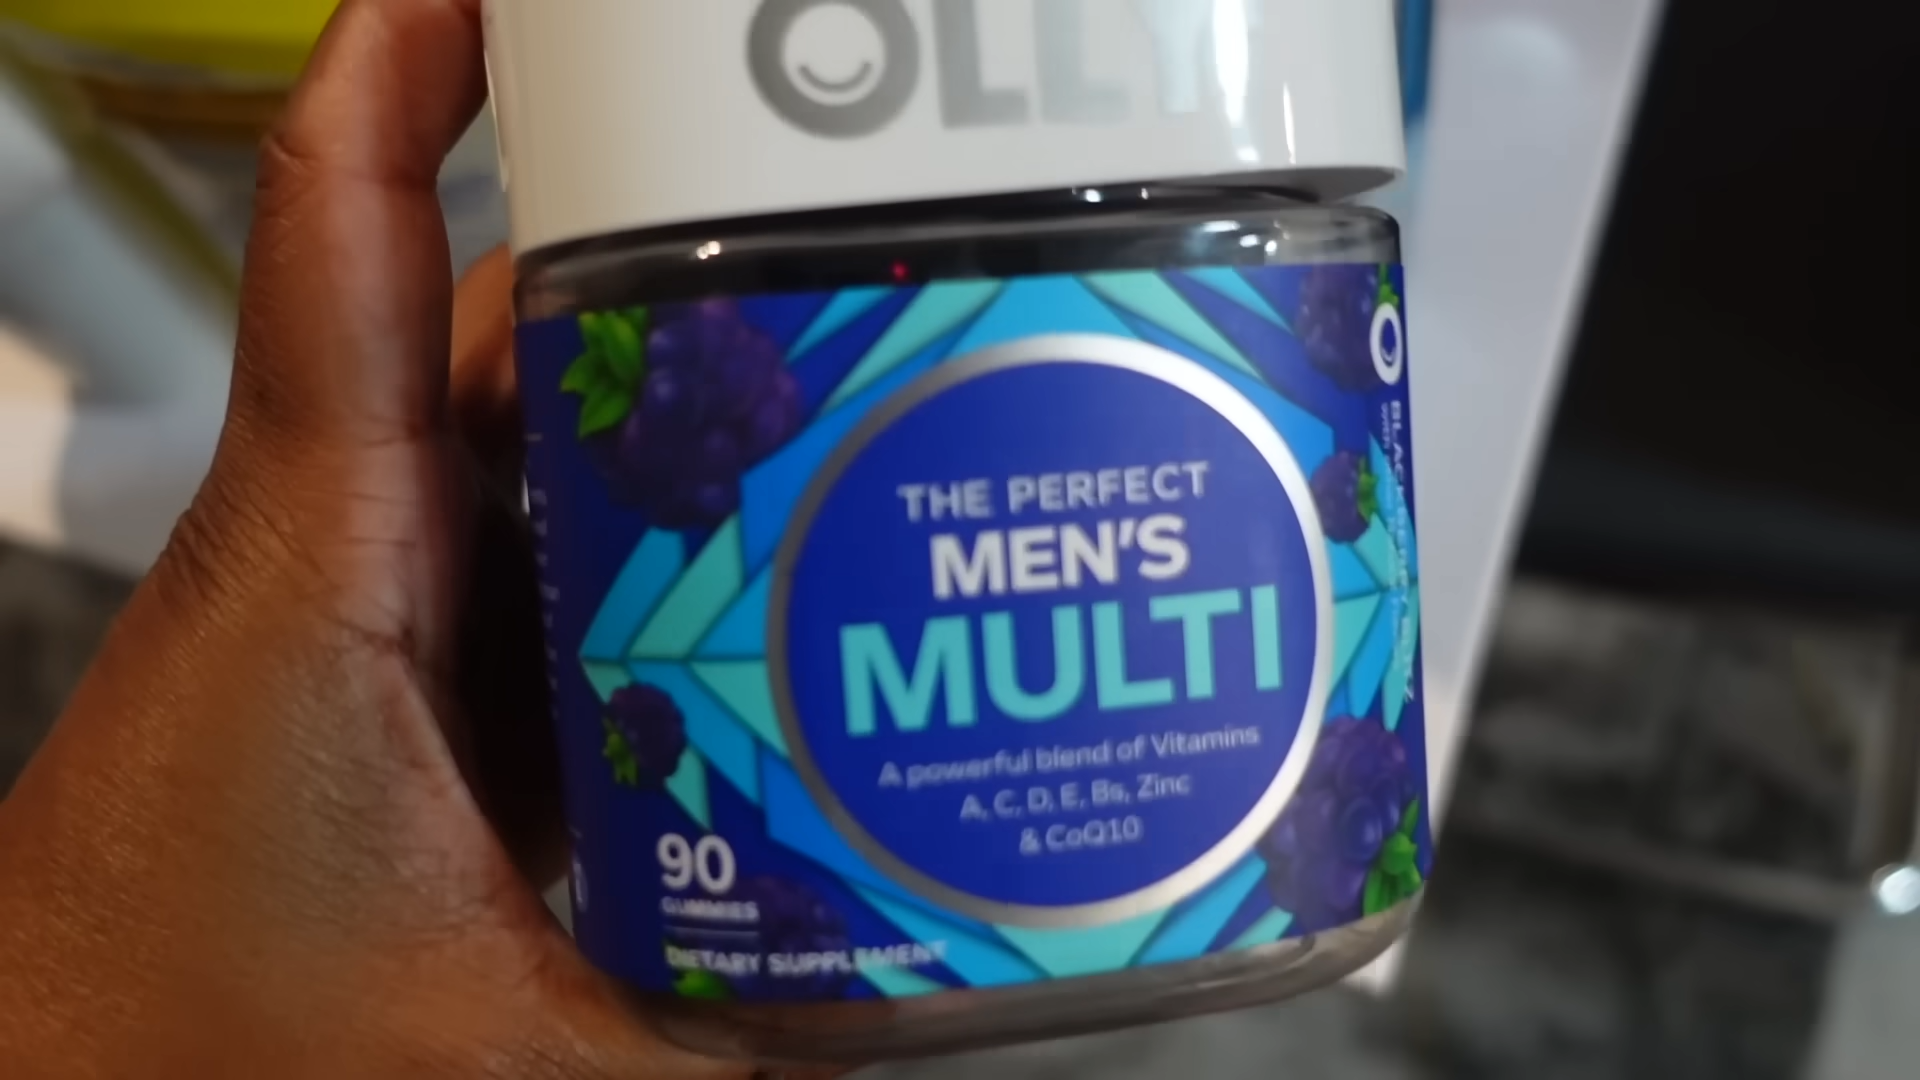 OLLY
THE PERFECT
MEN'S
MULTI
A powerful blend of Vitamins
A, C, D, E, Bs, Zinc
& CoQ10
90
GUMMIES
DIETARY SUPPLEMENT